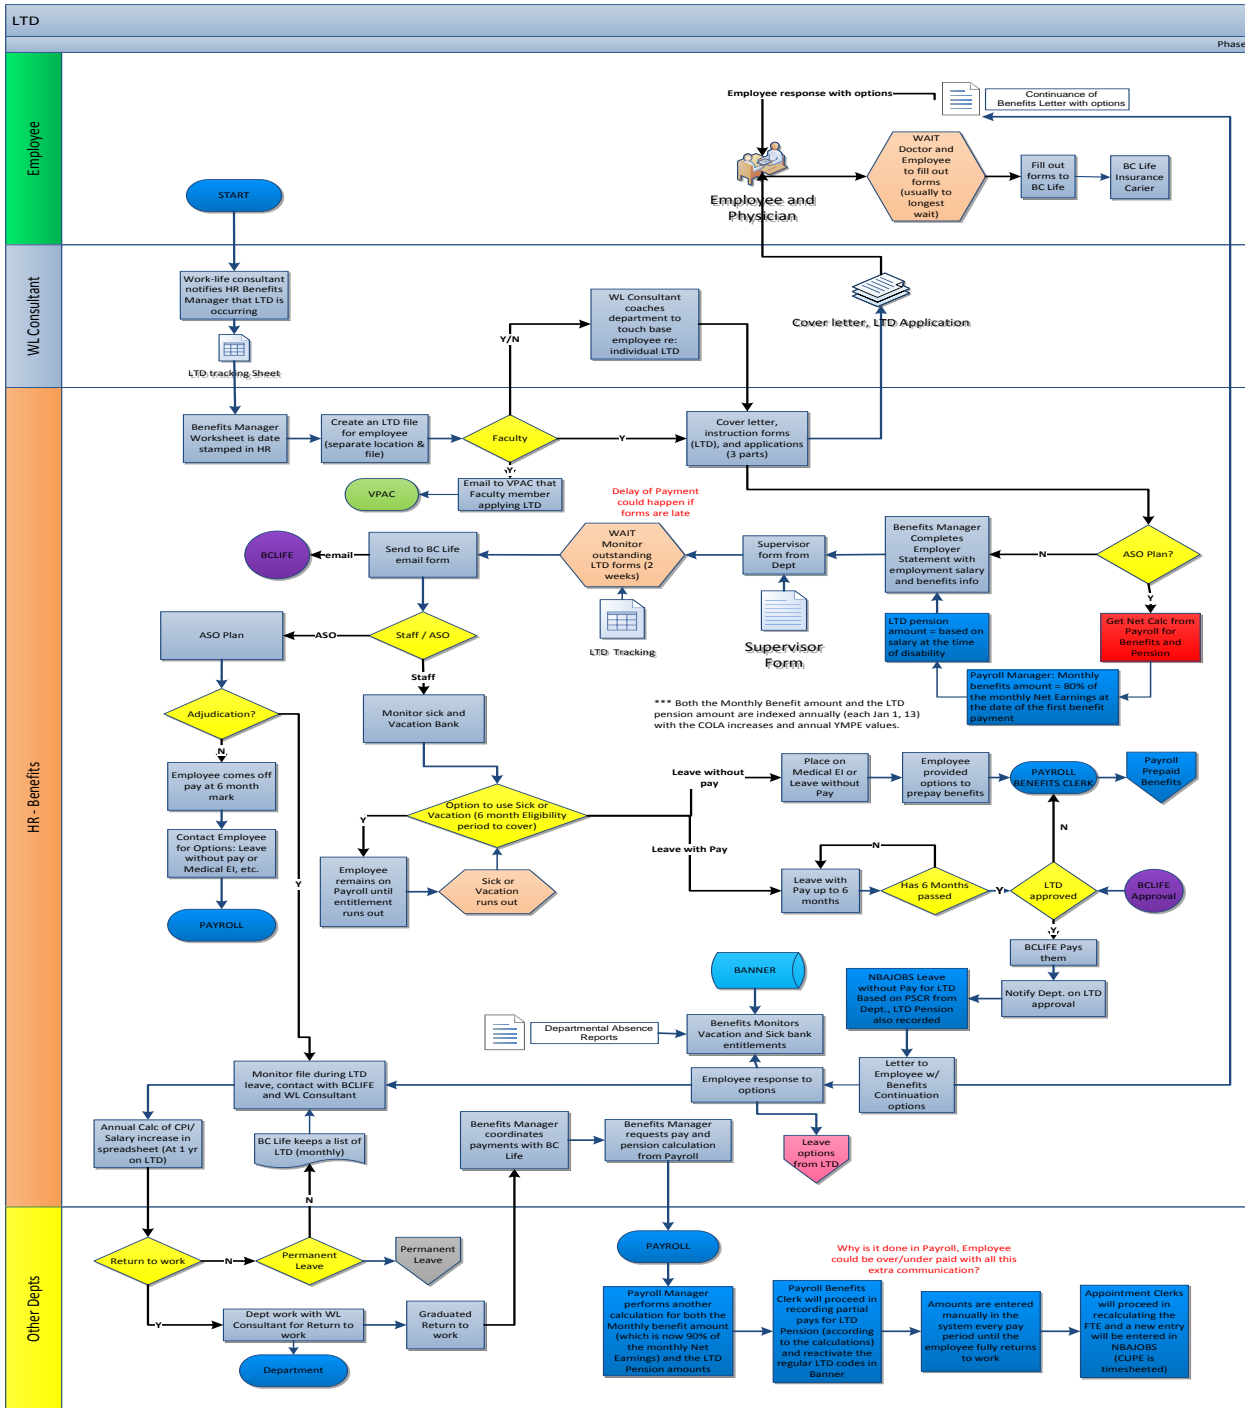 LTD
Phase
Employee
Employee response with options
Continuance of
Benefits Letter with options
WAIT
Doctor and
Employee
to fill out
forms
(usually to
longest
wait)
Fill out
forms to
BC Life
BC Life
Insurance
Carier
START
Employee and
Physician
WL Consultant
Work-life consultant
notifies HR Benefits
Manager that LTD is
occurring
LTD tracking Sheet
WL Consultant
coaches
department to
touch base
employee re:
individual LTD
Y/N
Cover letter, LTD Application
HR - Benefits
Benefits Manager
Worksheet is date
stamped in HR
Create an LTD file
for employee
(separate location &
file)
Faculty
Y
Cover letter,
instruction forms
(LTD), and applications
(3 parts)
Y
VPAC
Email to VPAC that
Faculty member
applying LTD
Delay of Payment
could happen if
forms are late
BCLIFE
email
Send to BC Life
email form
WAIT
Monitor
outstanding
LTD forms (2
weeks)
Supervisor
form from
Dept
Benefits Manager
Completes
Employer
Statement with
employment salary
and benefits info
N
ASO Plan?
Y
ASO Plan
ASO
Staff / ASO
LTD Tracking
Supervisor
Form
LTD pension
amount = based on
salary at the time
of disability
Get Net Calc from
Payroll for
Benefits and
Pension
Staff
Payroll Manager: Monthly
benefits amount = 80% of
the monthly Net Earnings at
the date of the first benefit
payment
Adjudication?
Monitor sick and
Vacation Bank
*** Both the Monthly Benefit amount and the LTD
pension amount are indexed annually (each Jan 1, 13)
with the COLA increases and annual YMPE values.
N
Employee comes off
pay at 6 month
mark
Leave without
pay
Place on
Medical EI or
Leave without
Pay
Employee
provided
options to
prepay benefits
PAYROLL
BENEFITS CLERK
Payroll
Prepaid
Benefits
Option to use Sick or
Vacation (6 month Eligibility
period to cover)
Y
N
Contact Employee
for Options: Leave
without pay or
Medical EI, etc.
Leave with Pay
N
Employee
remains on
Payroll until
entitlement
runs out
Sick or
Vacation
runs out
Leave with
Pay up to 6
months
Has 6 Months
passed
Y
LTD
approved
BCLIFE
Approval
Y
PAYROLL
Y
BCLIFE Pays
them
BANNER
NBAJOBS Leave
without Pay for LTD
Based on PSCR from
Dept., LTD Pension
also recorded
Notify Dept. on LTD
approval
Departmental Absence
Reports
Benefits Monitors
Vacation and Sick bank
entitlements
Monitor file during LTD
leave, contact with BCLIFE
and WL Consultant
Employee response to
options
Letter to
Employee w/
Benefits
Continuation
options
Annual Calc of CPI/
Salary increase in
spreadsheet (At 1 yr
on LTD)
BC Life keeps a list of
LTD (monthly)
Benefits Manager
coordinates
payments with BC
Life
Benefits Manager
requests pay and
pension calculation
from Payroll
Leave
options
from LTD
N
Other Depts
Return to work
N
Permanent
Leave
Permanent
Leave
PAYROLL
Why is it done in Payroll, Employee
could be over/under paid with all this
extra communication?
Y
Dept work with WL
Consultant for Return to
work
Graduated
Return to
work
Department
Payroll Manager
performs another
calculation for both the
Monthly benefit amount
(which is now 90% of
the monthly Net
Earnings) and the LTD
Pension amounts
Payroll Benefits
Clerk will proceed in
recording partial
pays for LTD
Pension (according
to the calculations)
and reactivate the
regular LTD codes in
Banner
Amounts are entered
manually in the
system every pay
period until the
employee fully returns
to work
Appointment Clerks
will proceed in
recalculating the
FTE and a new entry
will be entered in
NBAJOBS
(CUPE is
timesheeted)